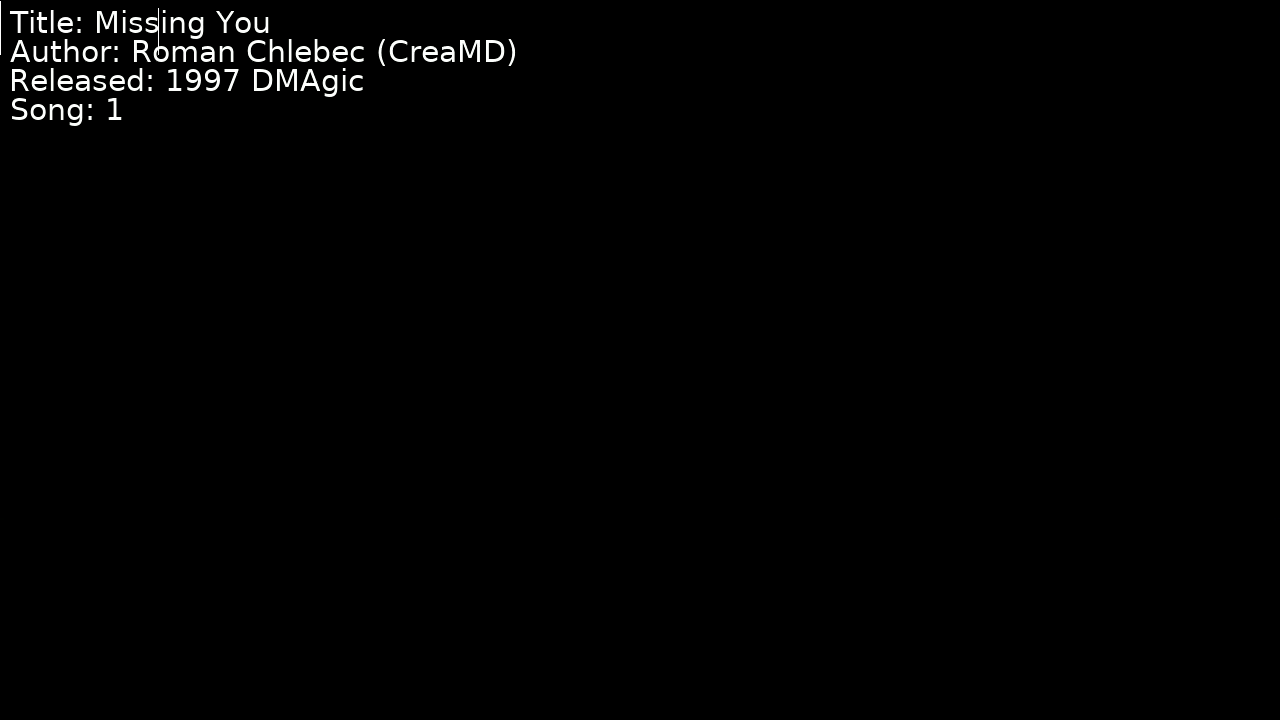 Title: Missing You
Author: Roman Chlebec (CreaMD)
Released: 1997 DMAgic
Song: 1